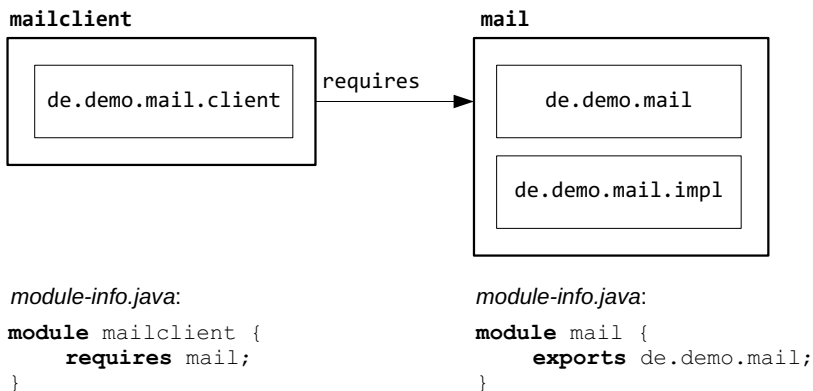 mailclient
mail
de.demo.mail.client
requires
de.demo.mail
de.demo.mail.impl
module-info.java:
module mailclient {
    requires mail;
}
module-info.java:
module mail {
    exports de.demo.mail;
}